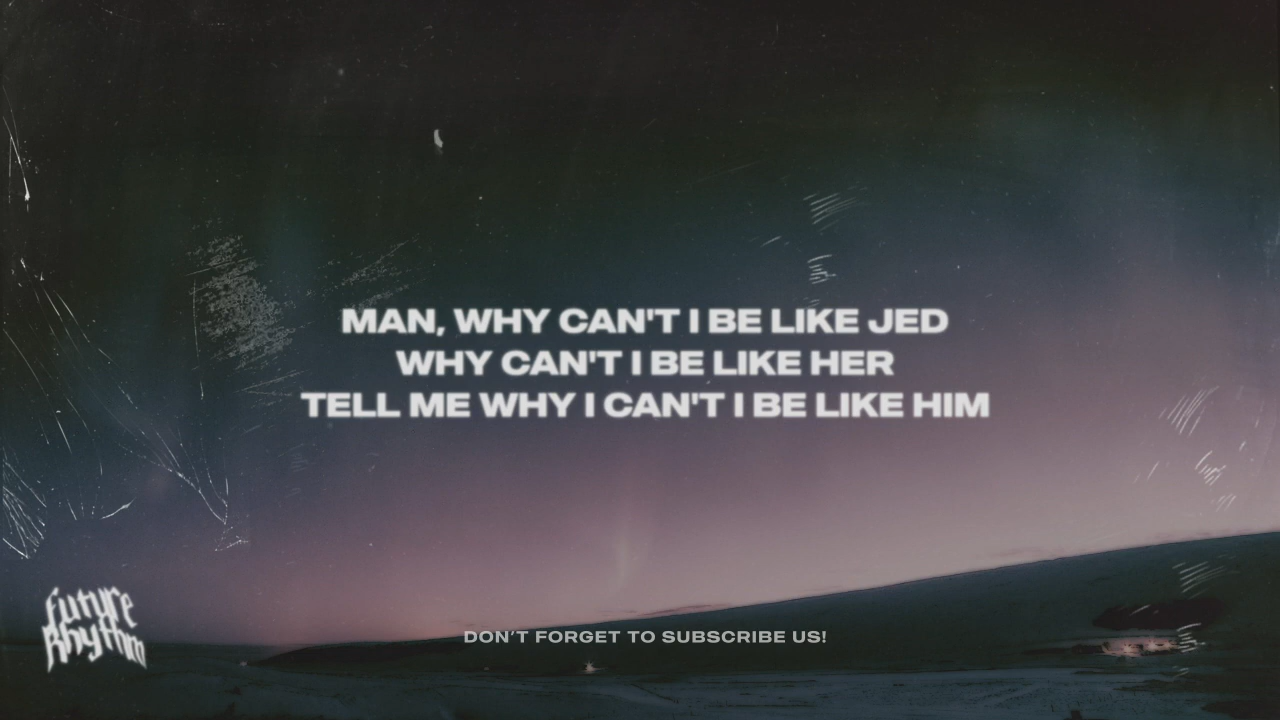 MAN, WHY CAN'T I BE LIKE JED
WHY CAN'T I BE LIKE HER
TELL ME WHY I CAN'T I BE LIKE HIM
future
Rhythm
DON'T FORGET TO SUBSCRIBE US!